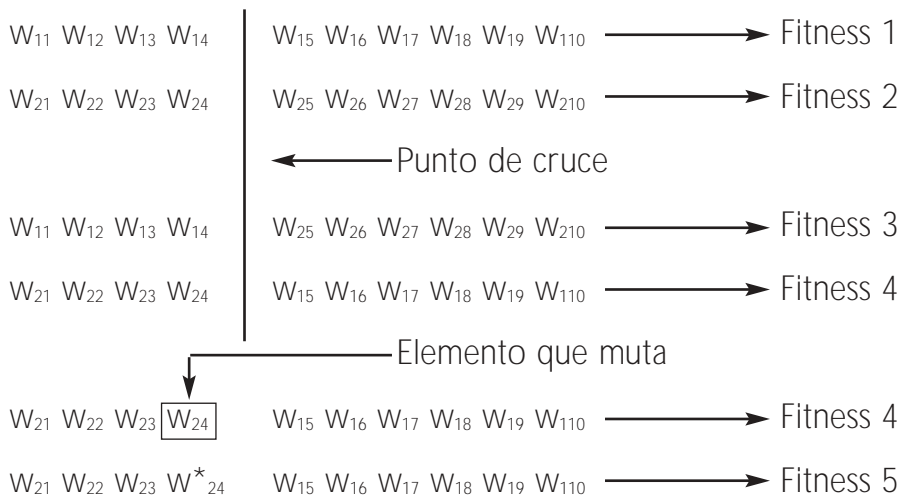 W₁₁ W₁₂ W₁₃ W₁₄ W₁₅ W₁₆ W₁₇ W₁₈ W₁₉ W₁₁₀ Fitness 1
W₂₁ W₂₂ W₂₃ W₂₄ W₂₅ W₂₆ W₂₇ W₂₈ W₂₉ W₂₁₀ Fitness 2
Punto de cruce
W₁₁ W₁₂ W₁₃ W₁₄ W₂₅ W₂₆ W₂₇ W₂₈ W₂₉ W₂₁₀ Fitness 3
W₂₁ W₂₂ W₂₃ W₂₄ W₁₅ W₁₆ W₁₇ W₁₈ W₁₉ W₁₁₀ Fitness 4
Elemento que muta
W₂₁ W₂₂ W₂₃ W₂₄ W₁₅ W₁₆ W₁₇ W₁₈ W₁₉ W₁₁₀ Fitness 4
W₂₁ W₂₂ W₂₃ W*₂₄ W₁₅ W₁₆ W₁₇ W₁₈ W₁₉ W₁₁₀ Fitness 5